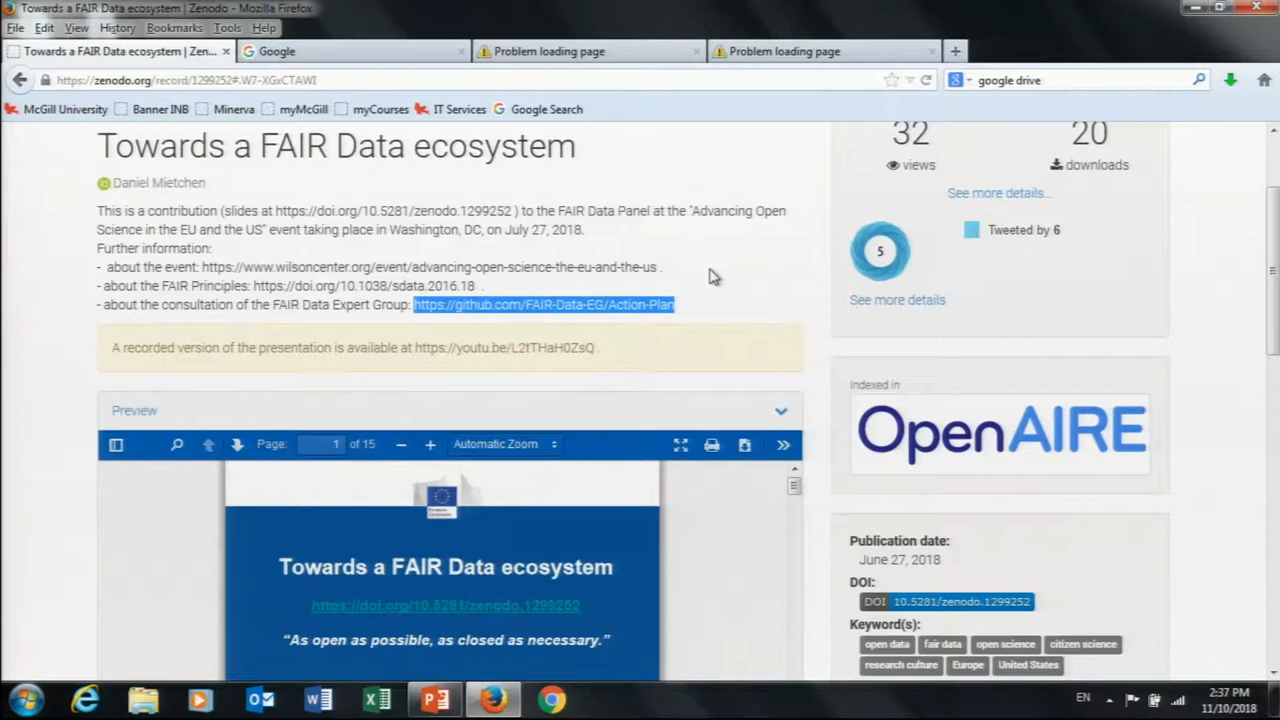 Towards a FAIR Data ecosystem | Zenodo - Mozilla Firefox
File Edit View History Bookmarks Tools Help
Towards a FAIR Data ecosystem | Zen... Google Problem loading page Problem loading page
https://zenodo.org/record/1299252#.W7-XGxCTAWI google drive
McGill University Banner INB Minerva myMcGill myCourses IT Services Google Search
Towards a FAIR Data ecosystem
Daniel Mietchen
This is a contribution (slides at https://doi.org/10.5281/zenodo.1299252 ) to the FAIR Data Panel at the "Advancing Open
Science in the EU and the US" event taking place in Washington, DC, on July 27, 2018.
Further information:
- about the event: https://www.wilsoncenter.org/event/advancing-open-science-the-eu-and-the-us .
- about the FAIR Principles: https://doi.org/10.1038/sdata.2016.18 .
- about the consultation of the FAIR Data Expert Group: https://github.com/FAIR-Data-EG/Action-Plan
A recorded version of the presentation is available at https://youtu.be/L2tTHaH0ZsQ .
Preview
Page: 1 of 15 Automatic Zoom
Towards a FAIR Data ecosystem
https://doi.org/10.5281/zenodo.1299252
“As open as possible, as closed as necessary.”
32 20
views downloads
See more details...
5 Tweeted by 6
See more details
Indexed in
OpenAIRE
Publication date:
June 27, 2018
DOI:
DOI 10.5281/zenodo.1299252
Keyword(s):
open data fair data open science citizen science
research culture Europe United States
EN 2:37 PM
11/10/2018